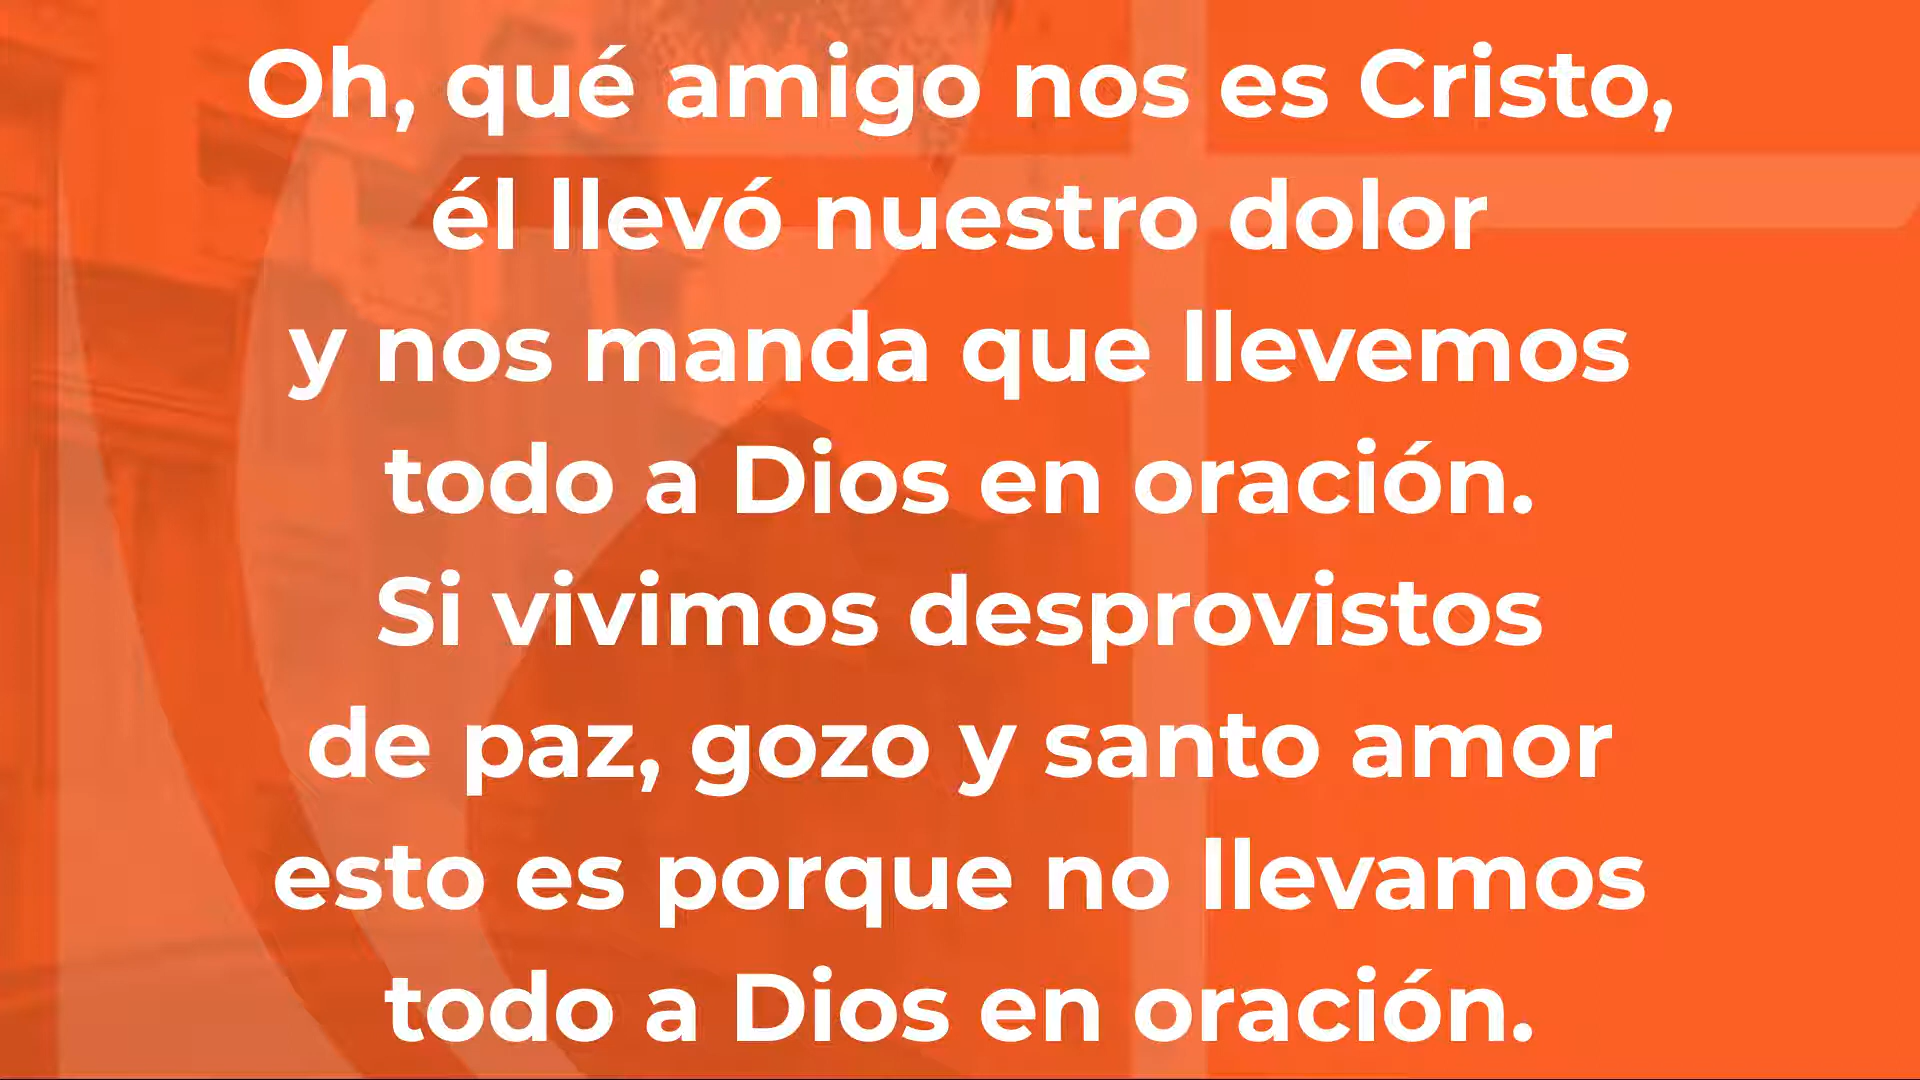 Oh, qué amigo nos es Cristo,
él llevó nuestro dolor
y nos manda que llevemos
todo a Dios en oración.
Si vivimos desprovistos
de paz, gozo y santo amor
esto es porque no llevamos
todo a Dios en oración.